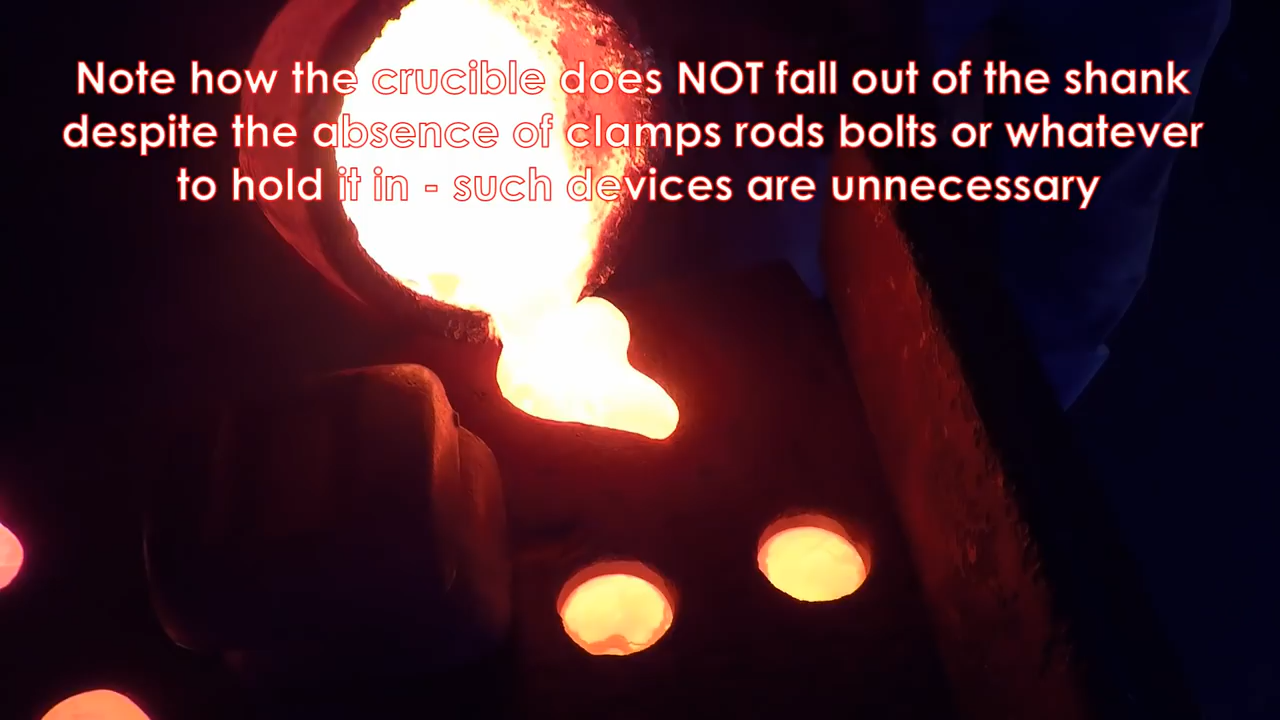 Note how the crucible does NOT fall out of the shank
despite the absence of clamps rods bolts or whatever
to hold it in - such devices are unnecessary